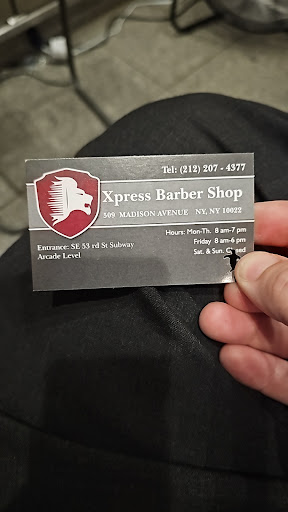 Tel: (212) 207 - 4377
Xpress Barber Shop
509 MADISON AVENUE NY, NY 10022
Hours: Mon-Th. 8 am-7 pm
Friday 8 am-6 pm
Sat. & Sun. Closed
Entrance: SE 53 rd St Subway
Arcade Level